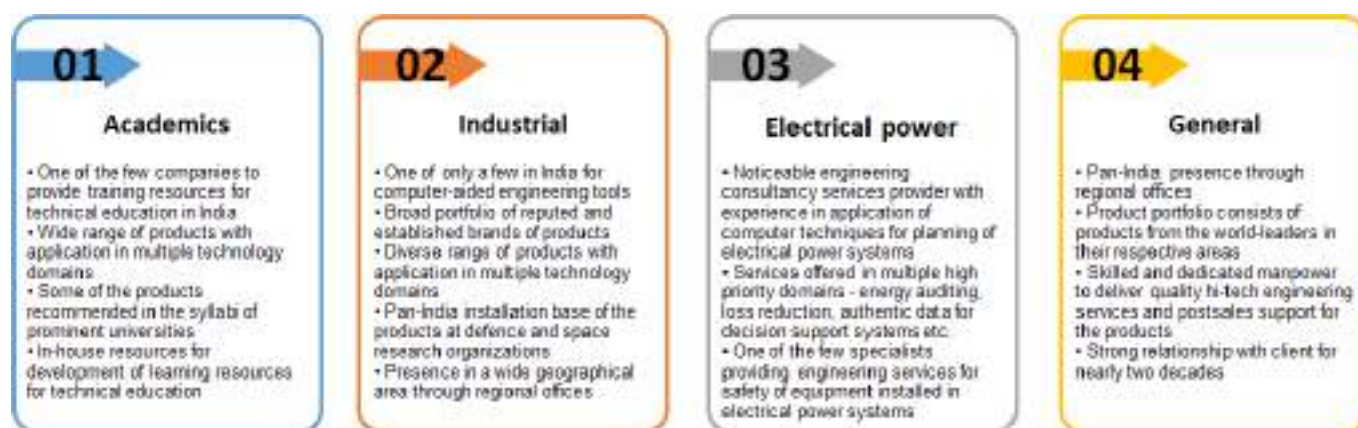 01
Academics
• One of the few companies to
provide training resources for
technical education in India
• Wide range of products with
application in multiple technology
domains
• Some of the products
recommended in the syllabi of
prominent universities
• In-house resources for
development of learning resources
for technical education
02
Industrial
• One of only a few in India for
computer-aided engineering tools
• Broad portfolio of reputed and
established brands of products
• Diverse range of products with
application in multiple technology
domains
• Pan-India installation base of the
products at defence and space
research organizations
• Presence in a wide geographical
area through regional offices
03
Electrical power
• Noticeable engineering
consultancy services provider with
experience in application of
computer techniques for planning of
electrical power systems
• Services offered in multiple high
priority domains - energy auditing,
loss reduction, authentic data for
decision support systems etc.
• One of the few specialists
providing engineering services for
safety of equipment installed in
electrical power systems
04
General
• Pan-India presence through
regional offices
• Product portfolio consists of
products from the world-leaders in
their respective areas
• Skilled and dedicated manpower
to deliver quality hi-tech engineering
services and postsales support for
the products
• Strong relationship with client for
nearly two decades